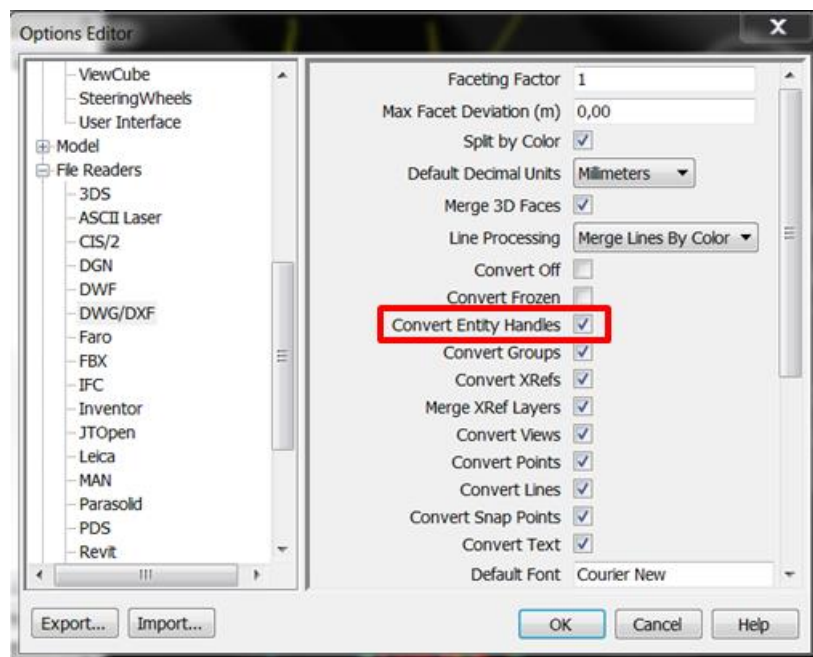 Options Editor
X
ViewCube
SteeringWheels
User Interface
Model
File Readers
3DS
ASCII Laser
CIS/2
DGN
DWF
DWG/DXF
Faro
FBX
IFC
Inventor
JTOpen
Leica
MAN
Parasolid
PDS
Revit
Faceting Factor 1
Max Facet Deviation (m) 0,00
Split by Color
Default Decimal Units Millimeters
Merge 3D Faces
Line Processing Merge Lines By Color
Convert Off
Convert Frozen
Convert Entity Handles
Convert Groups
Convert XRefs
Merge XRef Layers
Convert Views
Convert Points
Convert Lines
Convert Snap Points
Convert Text
Default Font Courier New
Export... Import... OK Cancel Help